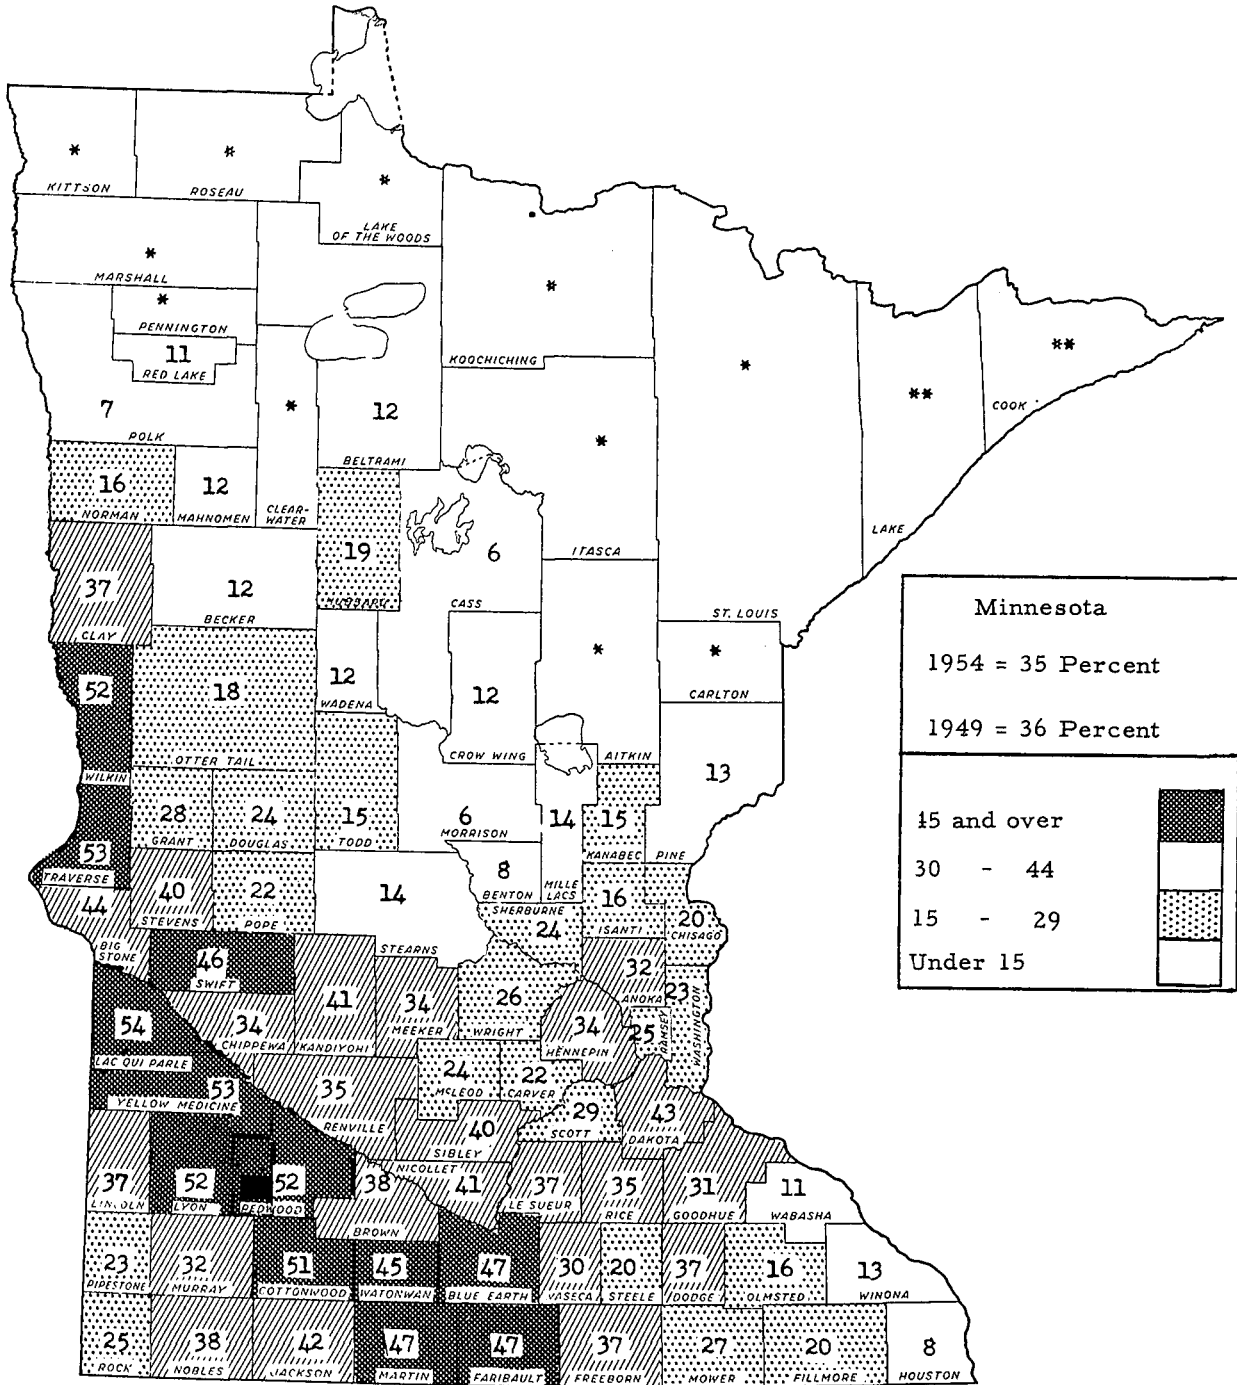 *
KITTSON
*
ROSEAU
*
LAKE
OF THE WOODS
*
MARSHALL
*
PENNINGTON
11
RED LAKE
*
KOOCHICHING
*
**
**
COOK
7
POLK
*
12
BELTRAMI
*
16
NORMAN
12
MAHNOMEN
CLEAR-
WATER
19
HUBBARD
6
CASS
ITASCA
LAKE
37
CLAY
12
BECKER
ST. LOUIS
52
WILKIN
18
OTTER TAIL
12
WADENA
12
CROW WING
*
AITKIN
*
CARLTON
13
PINE
28
GRANT
24
DOUGLAS
15
TODD
6
MORRISON
14
MILLE
LACS
15
KANABEC
53
TRAVERSE
40
STEVENS
22
POPE
14
STEARNS
8
BENTON
16
ISANTI
20
CHISAGO
44
BIG
STONE
SHERBURNE
24
46
SWIFT
41
KANDIYOHI
34
MEEKER
26
WRIGHT
32
ANOKA
23
WASHINGTON
54
LAC QUI PARLE
34
CHIPPEWA
34
HENNEPIN
25
RAMSEY
53
YELLOW MEDICINE
35
RENVILLE
24
McLEOD
22
CARVER
29
SCOTT
43
DAKOTA
40
SIBLEY
37
LINCOLN
52
LYON
52
REDWOOD
38
BROWN
NICOLLET
41
37
LE SUEUR
35
RICE
31
GOODHUE
11
WABASHA
23
PIPESTONE
32
MURRAY
51
COTTONWOOD
45
WATONWAN
47
BLUE EARTH
30
WASECA
20
STEELE
37
DODGE
16
OLMSTED
13
WINONA
25
ROCK
38
NOBLES
42
JACKSON
47
MARTIN
47
FARIBAULT
37
FREEBORN
27
MOWER
20
FILLMORE
8
HOUSTON
Minnesota
1954 = 35 Percent
1949 = 36 Percent
45 and over
30 - 44
15 - 29
Under 15